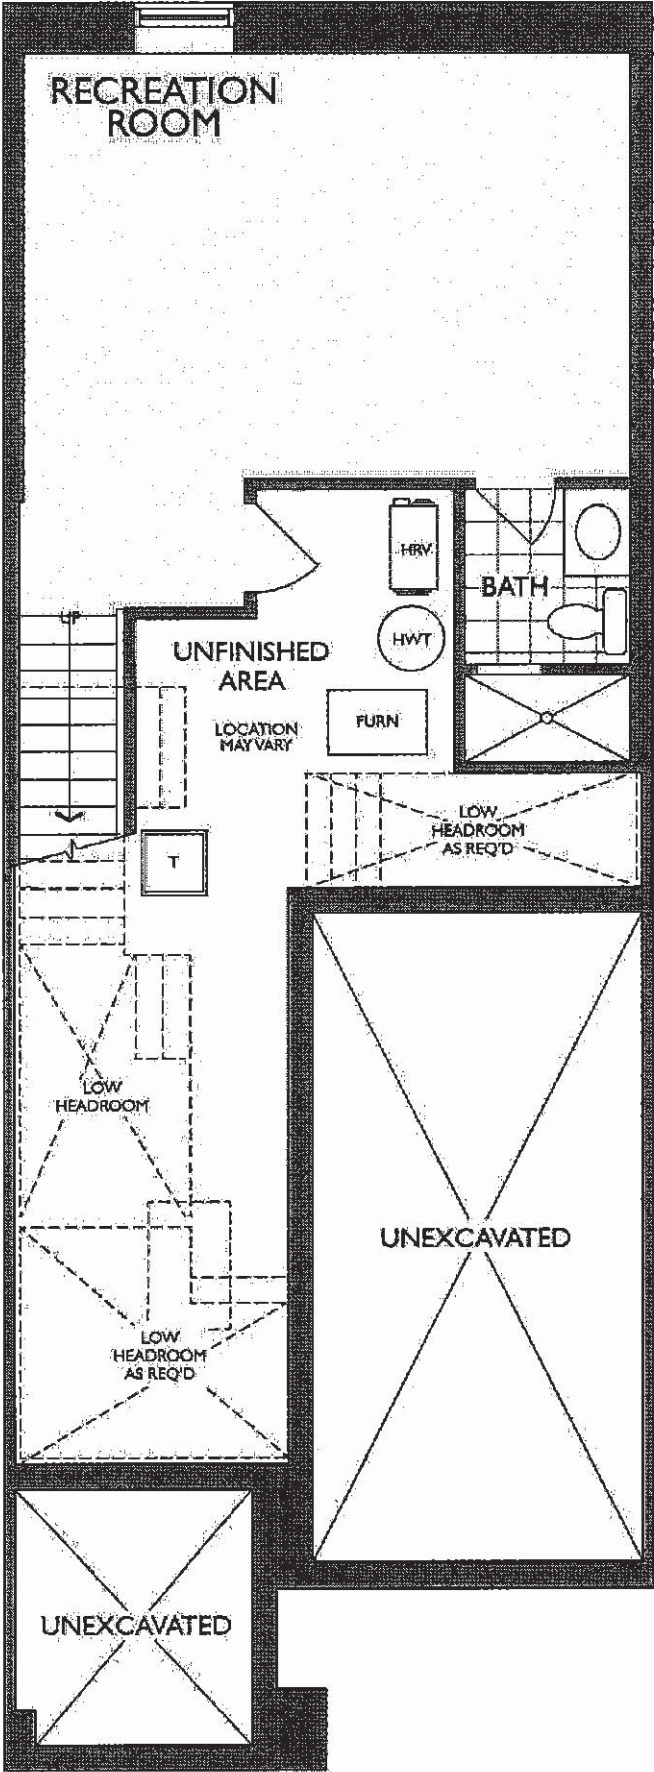 RECREATION
ROOM
HRV
BATH
UP
HWT
UNFINISHED
AREA
FURN
LOCATION
MAY VARY
LOW
HEADROOM
AS REQ'D
T
LOW
HEADROOM
UNEXCAVATED
LOW
HEADROOM
AS REQ'D
UNEXCAVATED